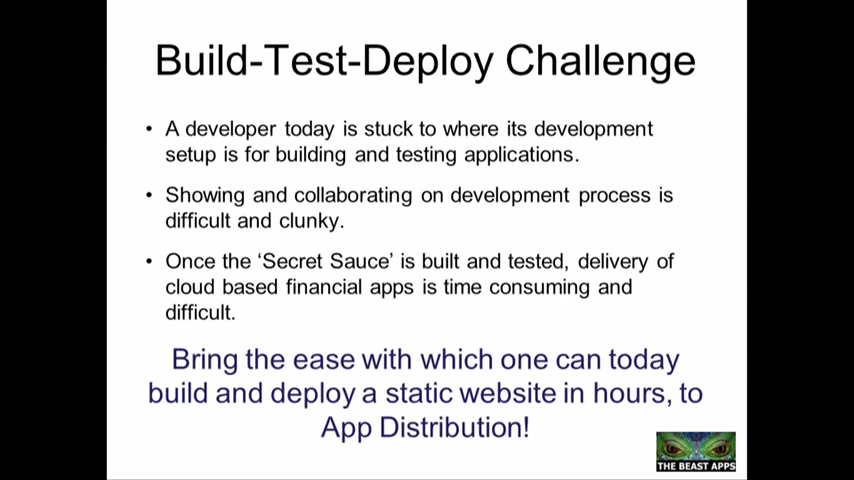 Build-Test-Deploy Challenge
• A developer today is stuck to where its development
setup is for building and testing applications.
• Showing and collaborating on development process is
difficult and clunky.
• Once the ‘Secret Sauce’ is built and tested, delivery of
cloud based financial apps is time consuming and
difficult.
Bring the ease with which one can today
build and deploy a static website in hours, to
App Distribution!
THE BEAST APPS